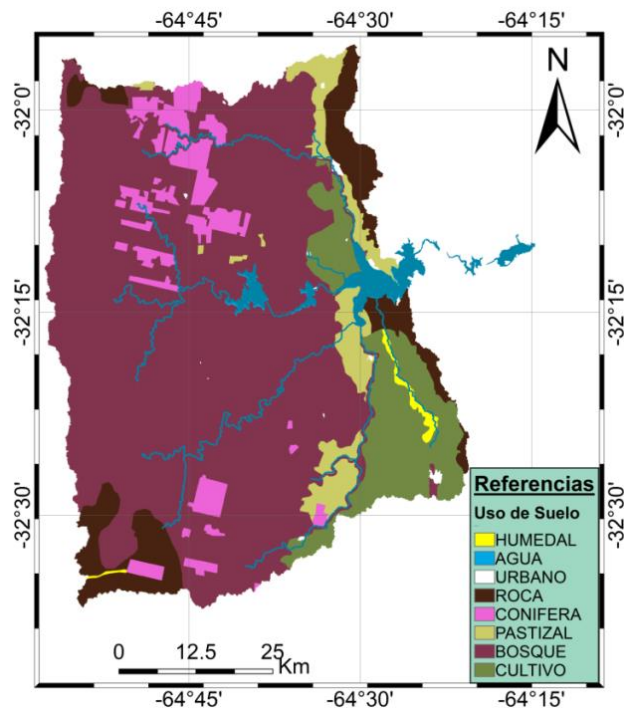 -64°45' -64°30' -64°15'
N
-32°0' -32°0'
-32°15' -32°15'
-32°30' -32°30'
Referencias
Uso de Suelo
HUMEDAL
AGUA
URBANO
ROCA
CONIFERA
PASTIZAL
BOSQUE
CULTIVO
0 12.5 25
Km
-64°45' -64°30' -64°15'